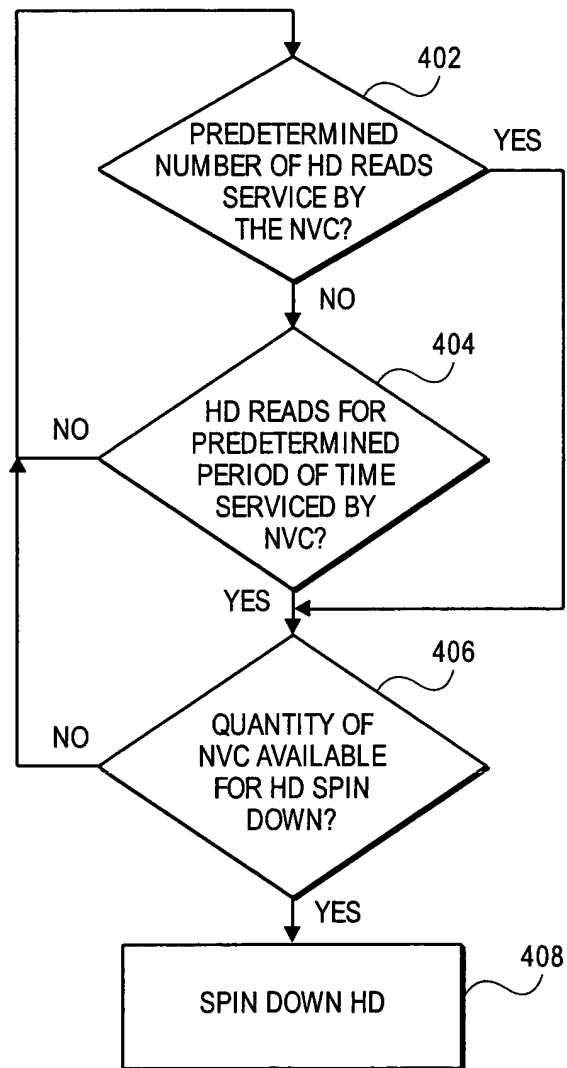 402
PREDETERMINED
NUMBER OF HD READS
SERVICE BY
THE NVC?
YES
NO
404
HD READS FOR
PREDETERMINED
PERIOD OF TIME
SERVICED BY
NVC?
NO
YES
406
QUANTITY OF
NVC AVAILABLE
FOR HD SPIN
DOWN?
NO
YES
408
SPIN DOWN HD